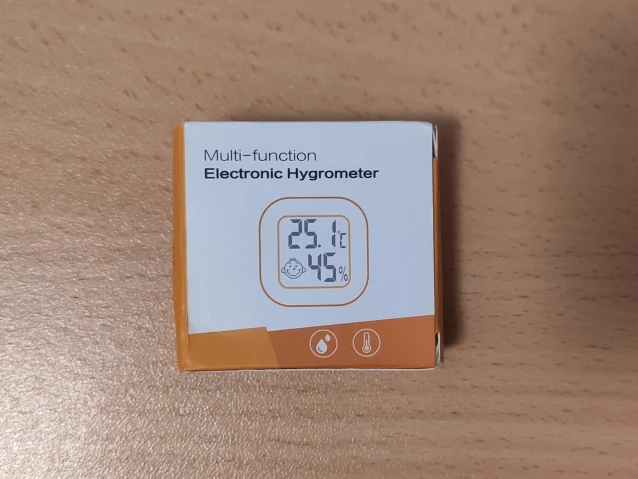 Multi-function
Electronic Hygrometer
25.1°C
45%